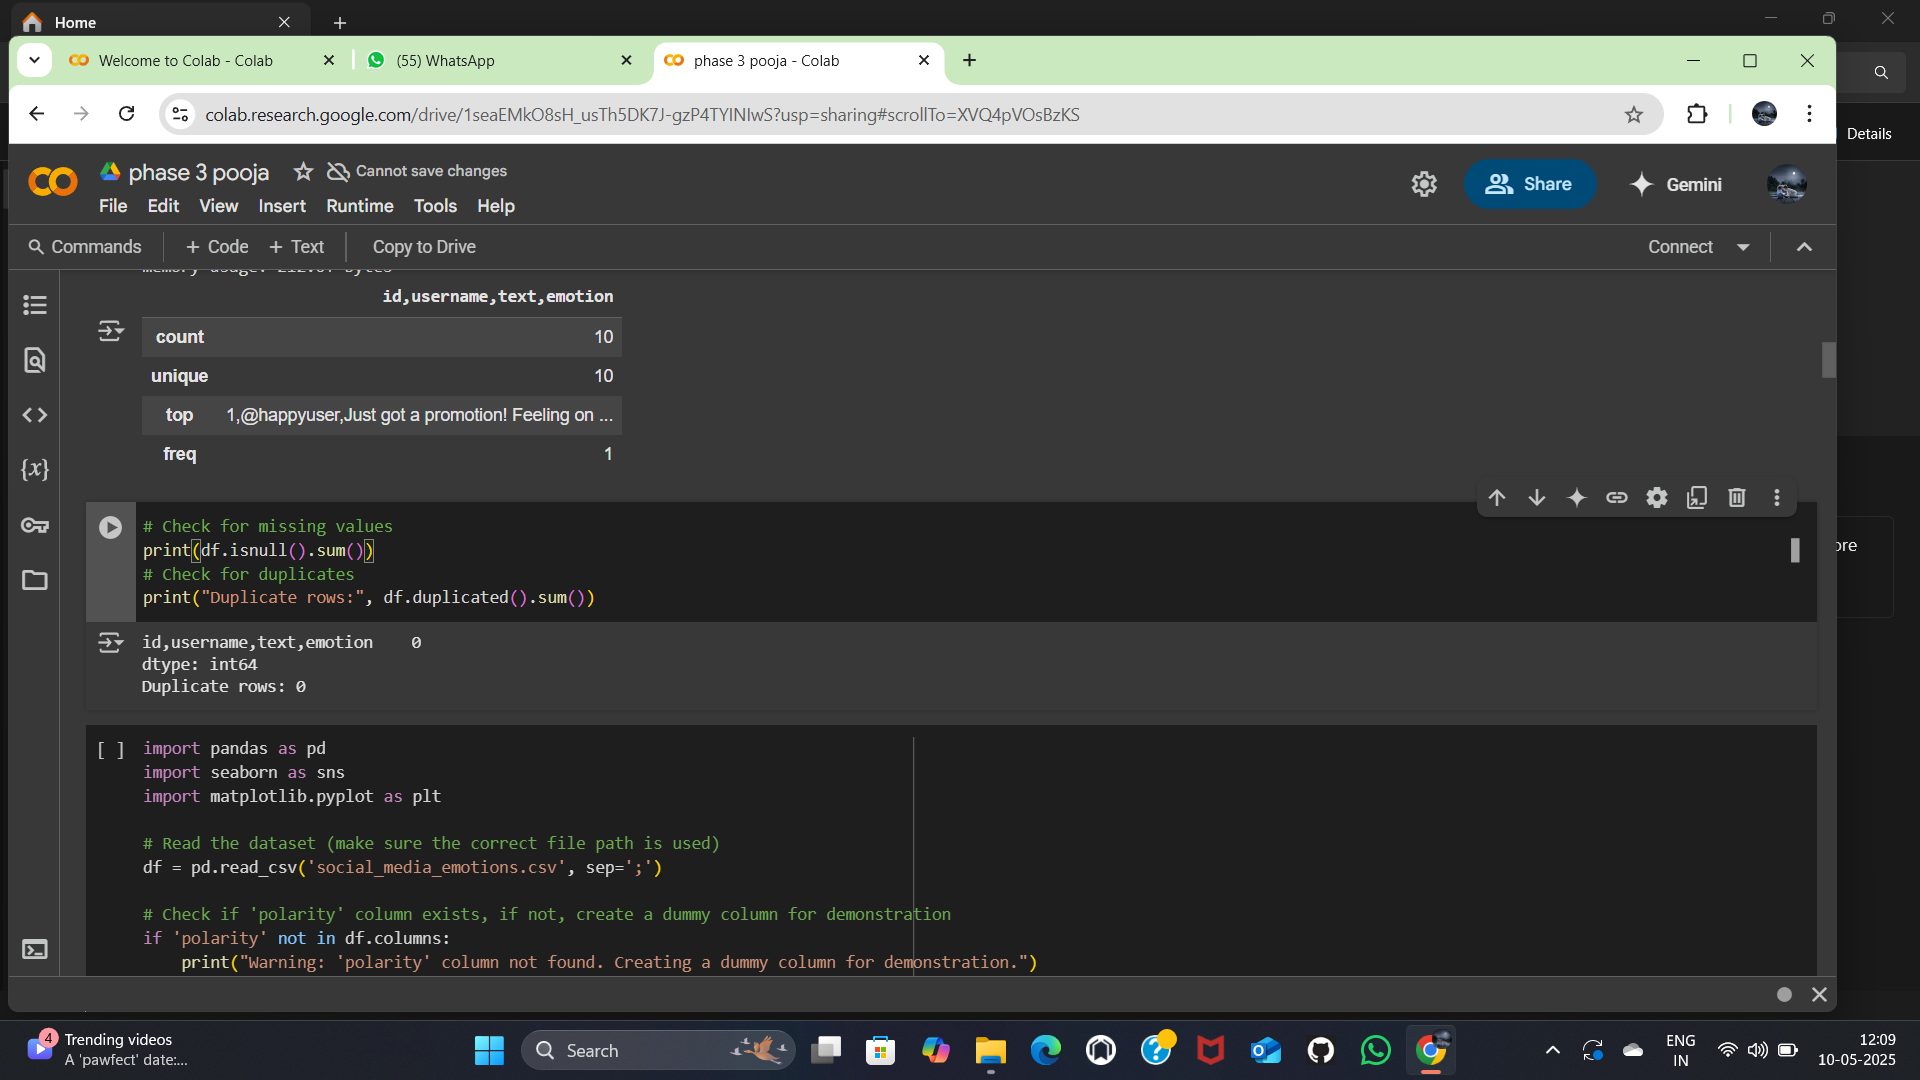 Home
Welcome to Colab - Colab
(55) WhatsApp
phase 3 pooja - Colab
colab.research.google.com/drive/1seaEMkO8sH_usTh5DK7J-gzP4TYINIwS?usp=sharing#scrollTo=XVQ4pVOsBzKS
Details
phase 3 pooja
Cannot save changes
Share
Gemini
File Edit View Insert Runtime Tools Help
Commands
+ Code + Text
Copy to Drive
Connect
id,username,text,emotion
count 10
unique 10
top 1,@happyuser,Just got a promotion! Feeling on ...
freq 1
# Check for missing values
print(df.isnull().sum())
# Check for duplicates
print("Duplicate rows:", df.duplicated().sum())
id,username,text,emotion 0
dtype: int64
Duplicate rows: 0
[ ] import pandas as pd
import seaborn as sns
import matplotlib.pyplot as plt
# Read the dataset (make sure the correct file path is used)
df = pd.read_csv('social_media_emotions.csv', sep=';')
# Check if 'polarity' column exists, if not, create a dummy column for demonstration
if 'polarity' not in df.columns:
print("Warning: 'polarity' column not found. Creating a dummy column for demonstration.")
4
Trending videos
A 'pawfect' date:...
Search
ENG
IN
12:09
10-05-2025